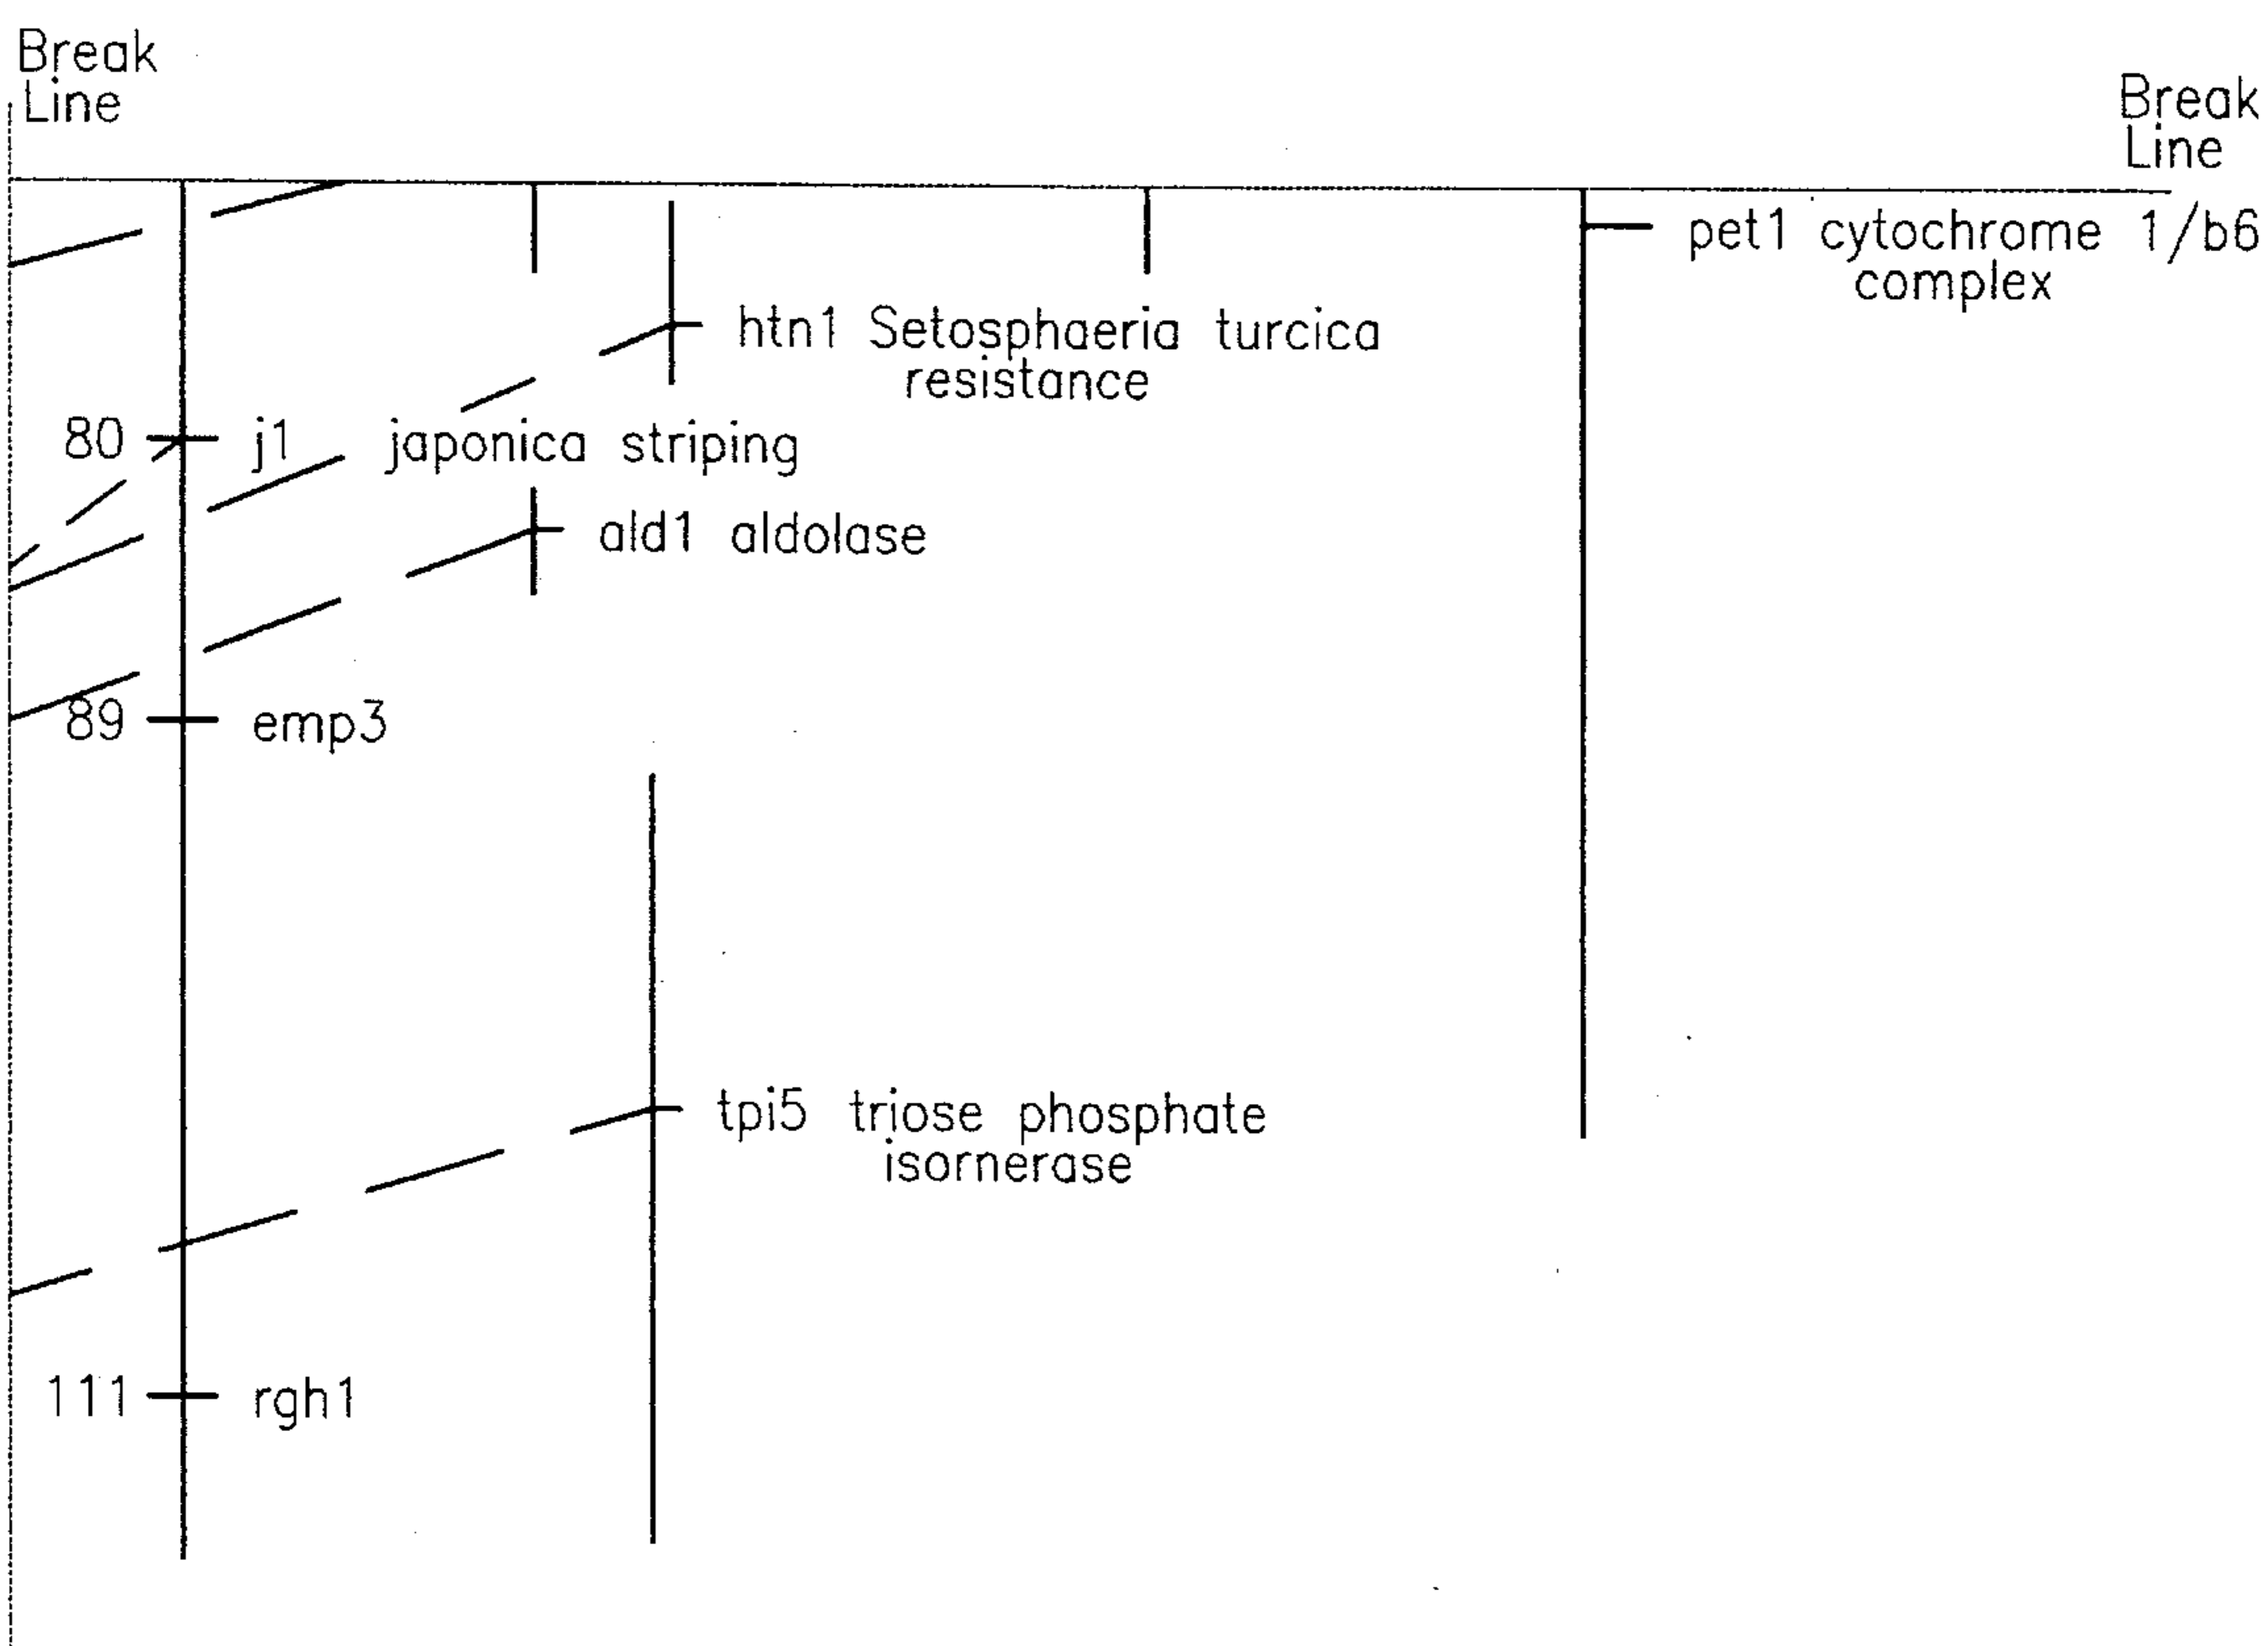 Break
Line
Break
Line
pet1 cytochrome 1/b6
complex
htn1 Setosphaeria turcica
resistance
80 j1 japonica striping
ald1 aldolase
89 emp3
tpi5 triose phosphate
isornerase
111 rgh1